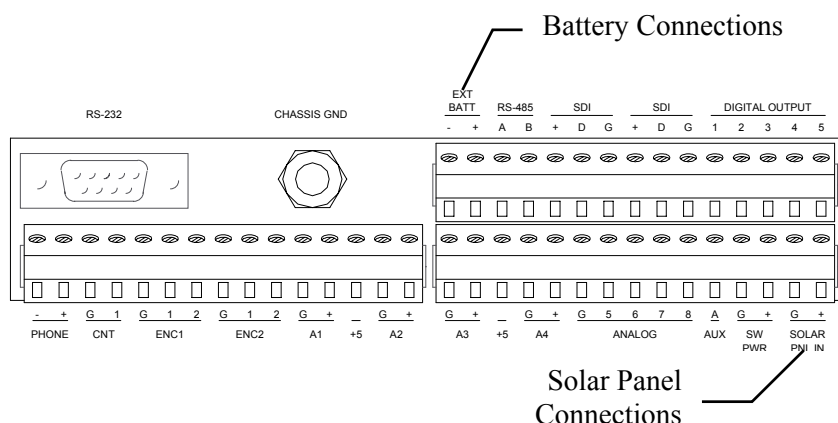 Battery Connections
EXT
BATT RS-485 SDI SDI DIGITAL OUTPUT
RS-232 CHASSIS GND
- + A B + D G + D G 1 2 3 4 5
- + G 1 G 1 2 G 1 2 G + _ G + G + _ G + G 5 6 7 8 A G + G +
PHONE CNT ENC1 ENC2 A1 +5 A2 A3 +5 A4 ANALOG AUX SW SOLAR
PWR PNL IN
Solar Panel
Connections